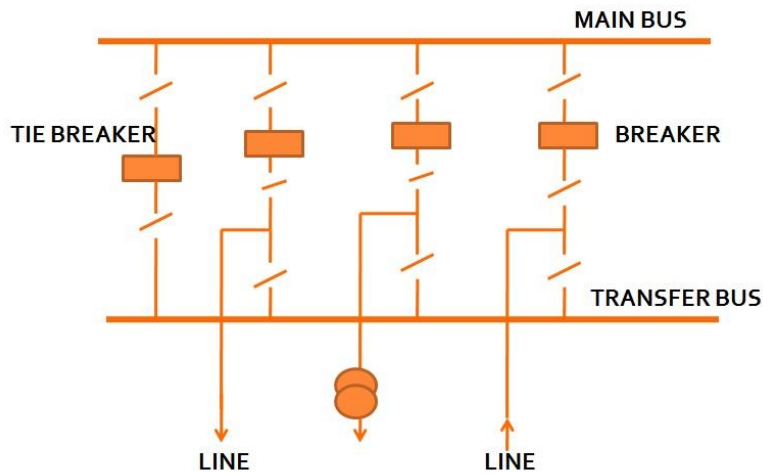 MAIN BUS
TIE BREAKER
BREAKER
TRANSFER BUS
LINE
LINE